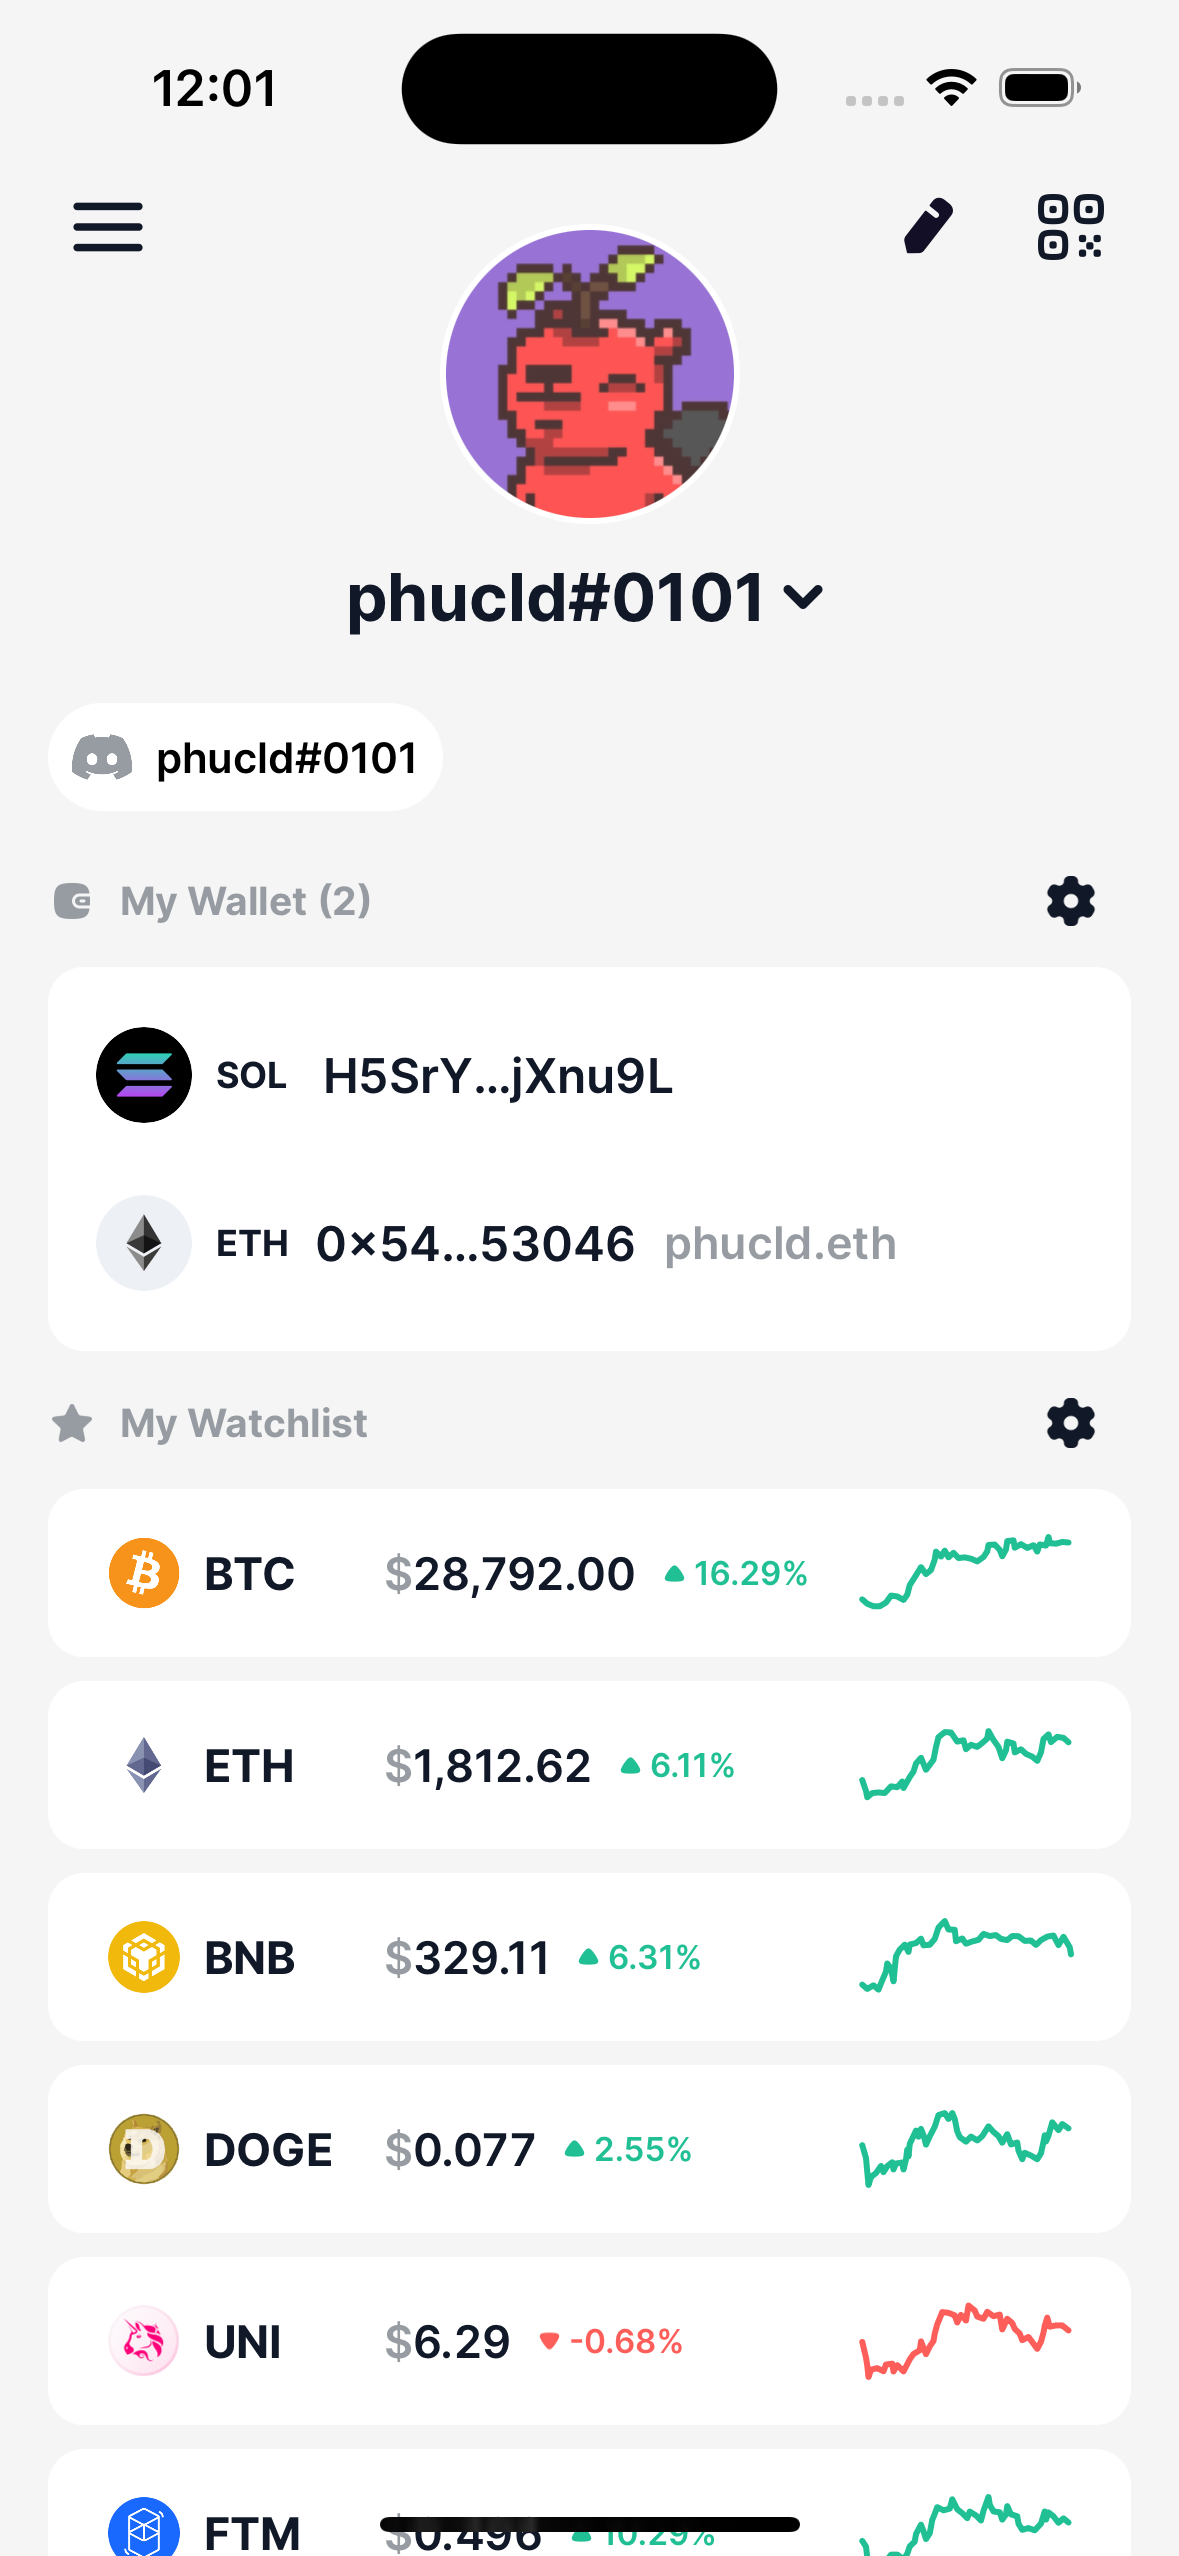 12:01
phucld#0101
phucld#0101
My Wallet (2)
SOL H5SrY...jXnu9L
ETH 0×54...53046 phucld.eth
My Watchlist
BTC $28,792.00 16.29%
ETH $1,812.62 6.11%
BNB $329.11 6.31%
DOGE $0.077 2.55%
UNI $6.29 -0.68%
FTM $0.496 10.29%